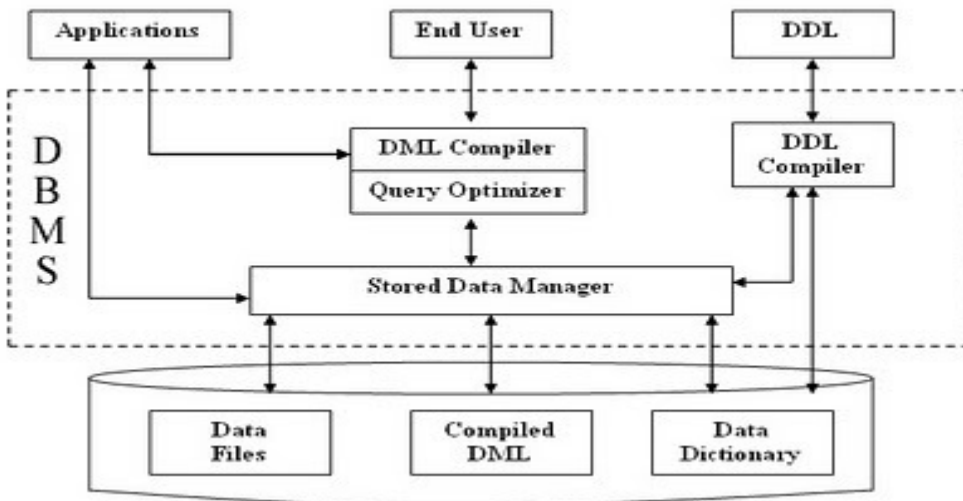 Applications
End User
DDL
DBMS
DML Compiler
Query Optimizer
DDL
Compiler
Stored Data Manager
Data
Files
Compiled
DML
Data
Dictionary